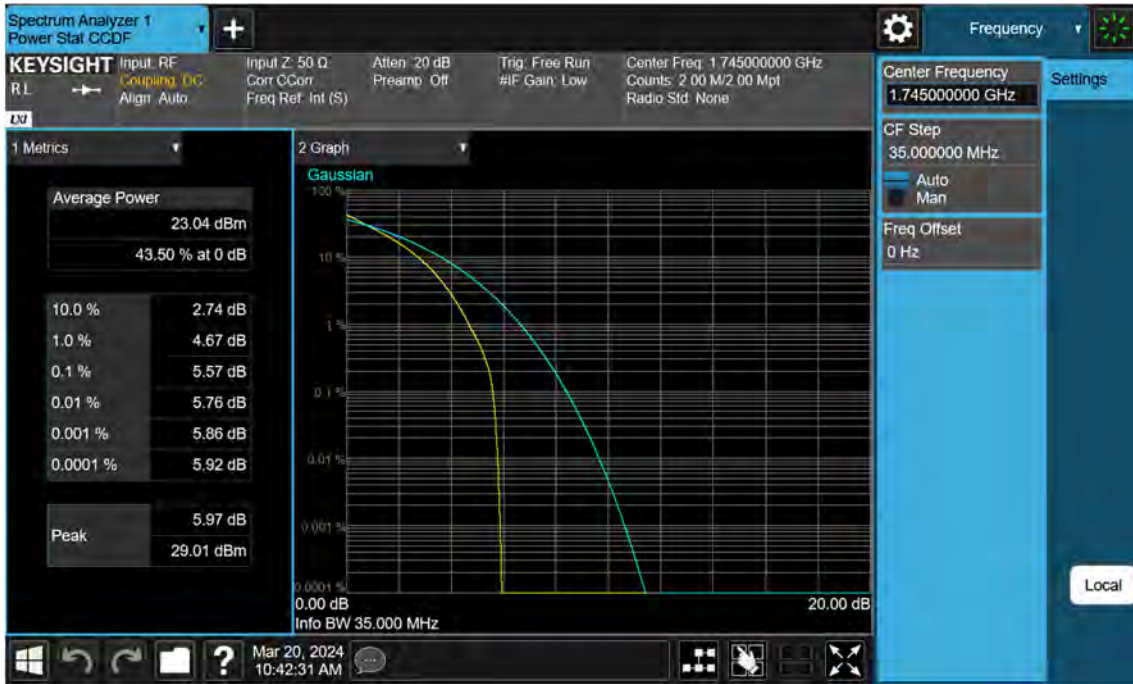 Spectrum Analyzer 1
Power Stat CCDF
+
Frequency
KEYSIGHT
Input: RF
Coupling: DC
Align: Auto
Input Z: 50 Ω
Corr CCorr
Freq Ref: Int (S)
Atten: 20 dB
Preamp: Off
Trig: Free Run
#IF Gain: Low
Center Freq: 1.745000000 GHz
Counts: 2.00 M/2.00 Mpt
Radio Std: None
R L
LXI
Center Frequency
1.745000000 GHz
Settings
CF Step
35.000000 MHz
Auto
Man
Freq Offset
0 Hz
1 Metrics
Average Power
23.04 dBm
43.50 % at 0 dB
10.0 % 2.74 dB
1.0 % 4.67 dB
0.1 % 5.57 dB
0.01 % 5.76 dB
0.001 % 5.86 dB
0.0001 % 5.92 dB
Peak
5.97 dB
29.01 dBm
2 Graph
Gaussian
100 %
10 %
1 %
0.1 %
0.01 %
0.001 %
0.0001 %
0.00 dB
20.00 dB
Info BW 35.000 MHz
Local
?
Mar 20, 2024
10:42:31 AM